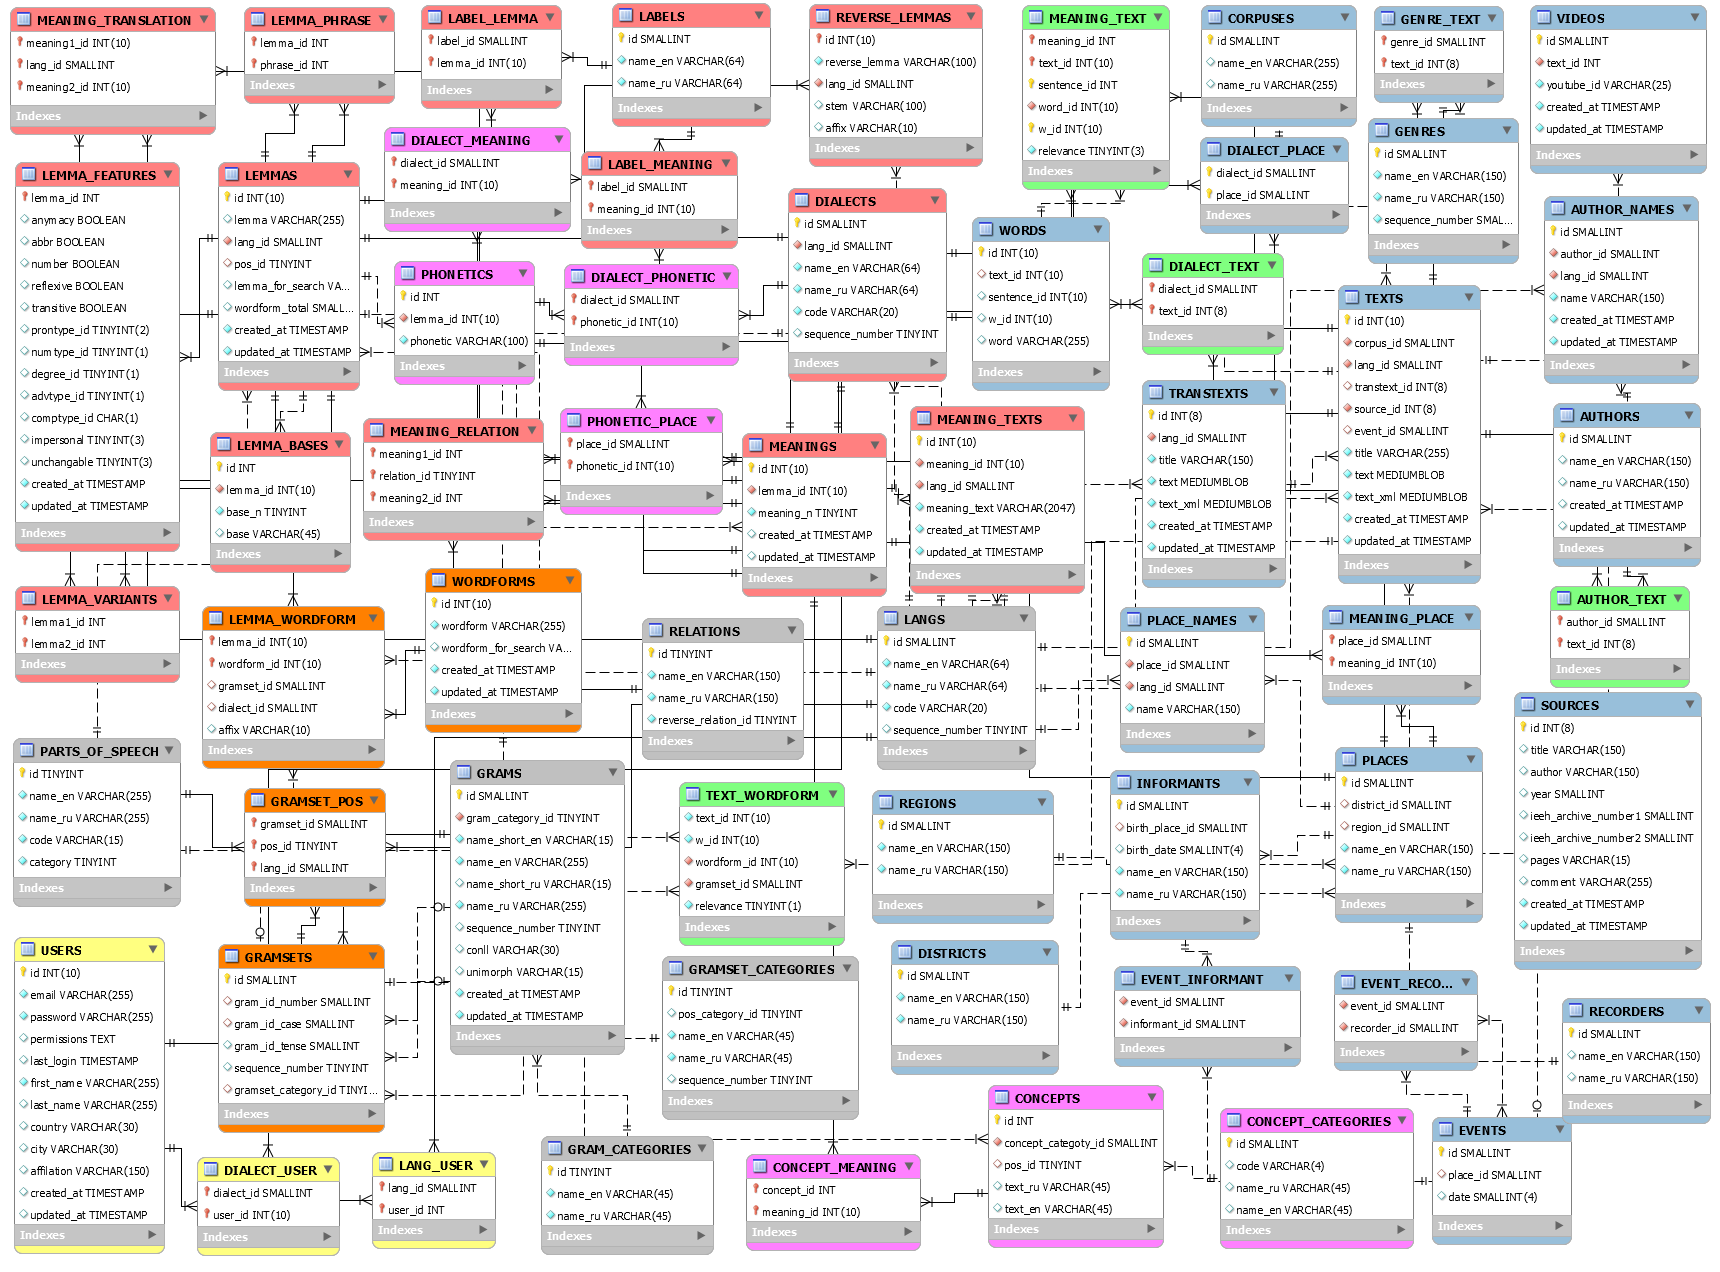 MEANING_TRANSLATION
meaning1_id INT(10)
lang_id SMALLINT
meaning2_id INT(10)
Indexes
LEMMA_PHRASE
lemma_id INT
phrase_id INT
Indexes
LABEL_LEMMA
label_id SMALLINT
lemma_id INT(10)
Indexes
LABELS
id SMALLINT
name_en VARCHAR(64)
name_ru VARCHAR(64)
Indexes
REVERSE_LEMMAS
id INT(10)
reverse_lemma VARCHAR(100)
lang_id SMALLINT
stem VARCHAR(100)
affix VARCHAR(10)
Indexes
MEANING_TEXT
meaning_id INT
text_id INT(10)
sentence_id INT
word_id INT(10)
w_id INT(10)
relevance TINYINT(3)
Indexes
CORPUSES
id SMALLINT
name_en VARCHAR(255)
name_ru VARCHAR(255)
Indexes
GENRE_TEXT
genre_id SMALLINT
text_id INT(8)
Indexes
VIDEOS
id SMALLINT
text_id INT
youtube_id VARCHAR(25)
created_at TIMESTAMP
updated_at TIMESTAMP
Indexes
LEMMA_FEATURES
lemma_id INT
anymacy BOOLEAN
abbr BOOLEAN
number BOOLEAN
reflexive BOOLEAN
transitive BOOLEAN
prontype_id TINYINT(2)
numtype_id TINYINT(1)
degree_id TINYINT(1)
advtype_id TINYINT(1)
comptype_id CHAR(1)
impersonal TINYINT(3)
unchangable TINYINT(3)
created_at TIMESTAMP
updated_at TIMESTAMP
Indexes
LEMMAS
id INT(10)
lemma VARCHAR(255)
lang_id SMALLINT
pos_id TINYINT
lemma_for_search VA...
wordform_total SMALL...
created_at TIMESTAMP
updated_at TIMESTAMP
Indexes
DIALECT_MEANING
dialect_id SMALLINT
meaning_id INT(10)
Indexes
LABEL_MEANING
label_id SMALLINT
meaning_id INT(10)
Indexes
DIALECTS
id SMALLINT
lang_id SMALLINT
name_en VARCHAR(64)
name_ru VARCHAR(64)
code VARCHAR(20)
sequence_number TINYINT
Indexes
WORDS
id INT(10)
text_id INT(10)
sentence_id INT(10)
w_id INT(10)
word VARCHAR(255)
Indexes
DIALECT_PLACE
dialect_id SMALLINT
place_id SMALLINT
Indexes
GENRES
id SMALLINT
name_en VARCHAR(150)
name_ru VARCHAR(150)
sequence_number SMAL...
Indexes
AUTHOR_NAMES
id SMALLINT
author_id SMALLINT
lang_id SMALLINT
name VARCHAR(150)
created_at TIMESTAMP
updated_at TIMESTAMP
Indexes
PHONETICS
id INT
lemma_id INT(10)
phonetic VARCHAR(100)
Indexes
DIALECT_PHONETIC
dialect_id SMALLINT
phonetic_id INT(10)
Indexes
DIALECT_TEXT
dialect_id SMALLINT
text_id INT(8)
Indexes
TEXTS
id INT(10)
corpus_id SMALLINT
lang_id SMALLINT
transtext_id INT(8)
source_id INT(8)
event_id SMALLINT
title VARCHAR(255)
text MEDIUMBLOB
text_xml MEDIUMBLOB
created_at TIMESTAMP
updated_at TIMESTAMP
Indexes
TRANSTEXTS
id INT(8)
lang_id SMALLINT
title VARCHAR(150)
text MEDIUMBLOB
text_xml MEDIUMBLOB
created_at TIMESTAMP
updated_at TIMESTAMP
Indexes
AUTHORS
id SMALLINT
name_en VARCHAR(150)
name_ru VARCHAR(150)
created_at TIMESTAMP
updated_at TIMESTAMP
Indexes
LEMMA_BASES
id INT
lemma_id INT(10)
base_n TINYINT
base VARCHAR(45)
Indexes
MEANING_RELATION
meaning1_id INT
relation_id TINYINT
meaning2_id INT
Indexes
PHONETIC_PLACE
place_id SMALLINT
phonetic_id INT(10)
Indexes
MEANINGS
id INT(10)
lemma_id INT(10)
meaning_n TINYINT
created_at TIMESTAMP
updated_at TIMESTAMP
Indexes
MEANING_TEXTS
id INT(10)
meaning_id INT(10)
lang_id SMALLINT
meaning_text VARCHAR(2047)
created_at TIMESTAMP
updated_at TIMESTAMP
Indexes
LEMMA_VARIANTS
lemma1_id INT
lemma2_id INT
Indexes
LEMMA_WORDFORM
lemma_id INT(10)
wordform_id INT(10)
gramset_id SMALLINT
dialect_id SMALLINT
affix VARCHAR(10)
Indexes
WORDFORMS
id INT(10)
wordform VARCHAR(255)
wordform_for_search VA...
created_at TIMESTAMP
updated_at TIMESTAMP
Indexes
RELATIONS
id TINYINT
name_en VARCHAR(150)
name_ru VARCHAR(150)
reverse_relation_id TINYINT
Indexes
LANGS
id SMALLINT
name_en VARCHAR(64)
name_ru VARCHAR(64)
code VARCHAR(20)
sequence_number TINYINT
Indexes
PLACE_NAMES
id SMALLINT
place_id SMALLINT
lang_id SMALLINT
name VARCHAR(150)
Indexes
MEANING_PLACE
place_id SMALLINT
meaning_id INT(10)
Indexes
AUTHOR_TEXT
author_id SMALLINT
text_id INT(8)
Indexes
PARTS_OF_SPEECH
id TINYINT
name_en VARCHAR(255)
name_ru VARCHAR(255)
code VARCHAR(15)
category TINYINT
Indexes
GRAMSET_POS
gramset_id SMALLINT
pos_id TINYINT
lang_id SMALLINT
Indexes
GRAMS
id SMALLINT
gram_category_id TINYINT
name_short_en VARCHAR(15)
name_en VARCHAR(255)
name_short_ru VARCHAR(15)
name_ru VARCHAR(255)
sequence_number TINYINT
conll VARCHAR(30)
unimorph VARCHAR(15)
created_at TIMESTAMP
updated_at TIMESTAMP
Indexes
TEXT_WORDFORM
text_id INT(10)
w_id INT(10)
wordform_id INT(10)
gramset_id SMALLINT
relevance TINYINT(1)
Indexes
REGIONS
id SMALLINT
name_en VARCHAR(150)
name_ru VARCHAR(150)
Indexes
INFORMANTS
id SMALLINT
birth_place_id SMALLINT
birth_date SMALLINT(4)
name_en VARCHAR(150)
name_ru VARCHAR(150)
Indexes
PLACES
id SMALLINT
district_id SMALLINT
region_id SMALLINT
name_en VARCHAR(150)
name_ru VARCHAR(150)
Indexes
SOURCES
id INT(8)
title VARCHAR(150)
author VARCHAR(150)
year SMALLINT
ieeh_archive_number1 SMALLINT
ieeh_archive_number2 SMALLINT
pages VARCHAR(15)
comment VARCHAR(255)
created_at TIMESTAMP
updated_at TIMESTAMP
Indexes
USERS
id INT(10)
email VARCHAR(255)
password VARCHAR(255)
permissions TEXT
last_login TIMESTAMP
first_name VARCHAR(255)
last_name VARCHAR(255)
country VARCHAR(30)
city VARCHAR(30)
affilation VARCHAR(150)
created_at TIMESTAMP
updated_at TIMESTAMP
Indexes
GRAMSETS
id SMALLINT
gram_id_number SMALLINT
gram_id_case SMALLINT
gram_id_tense SMALLINT
sequence_number TINYINT
gramset_category_id TINYI...
Indexes
GRAMSET_CATEGORIES
id TINYINT
pos_category_id TINYINT
name_en VARCHAR(45)
name_ru VARCHAR(45)
sequence_number TINYINT
Indexes
DISTRICTS
id SMALLINT
name_en VARCHAR(150)
name_ru VARCHAR(150)
Indexes
EVENT_INFORMANT
event_id SMALLINT
informant_id SMALLINT
Indexes
EVENT_RECO...
event_id SMALLINT
recorder_id SMALLINT
Indexes
RECORDERS
id SMALLINT
name_en VARCHAR(150)
name_ru VARCHAR(150)
Indexes
DIALECT_USER
dialect_id SMALLINT
user_id INT(10)
Indexes
LANG_USER
lang_id SMALLINT
user_id INT
Indexes
GRAM_CATEGORIES
id TINYINT
name_en VARCHAR(45)
name_ru VARCHAR(45)
Indexes
CONCEPT_MEANING
concept_id INT
meaning_id INT(10)
Indexes
CONCEPTS
id INT
concept_categoty_id SMALLINT
pos_id TINYINT
text_ru VARCHAR(45)
text_en VARCHAR(45)
Indexes
CONCEPT_CATEGORIES
id SMALLINT
code VARCHAR(4)
name_ru VARCHAR(45)
name_en VARCHAR(45)
Indexes
EVENTS
id SMALLINT
place_id SMALLINT
date SMALLINT(4)
Indexes